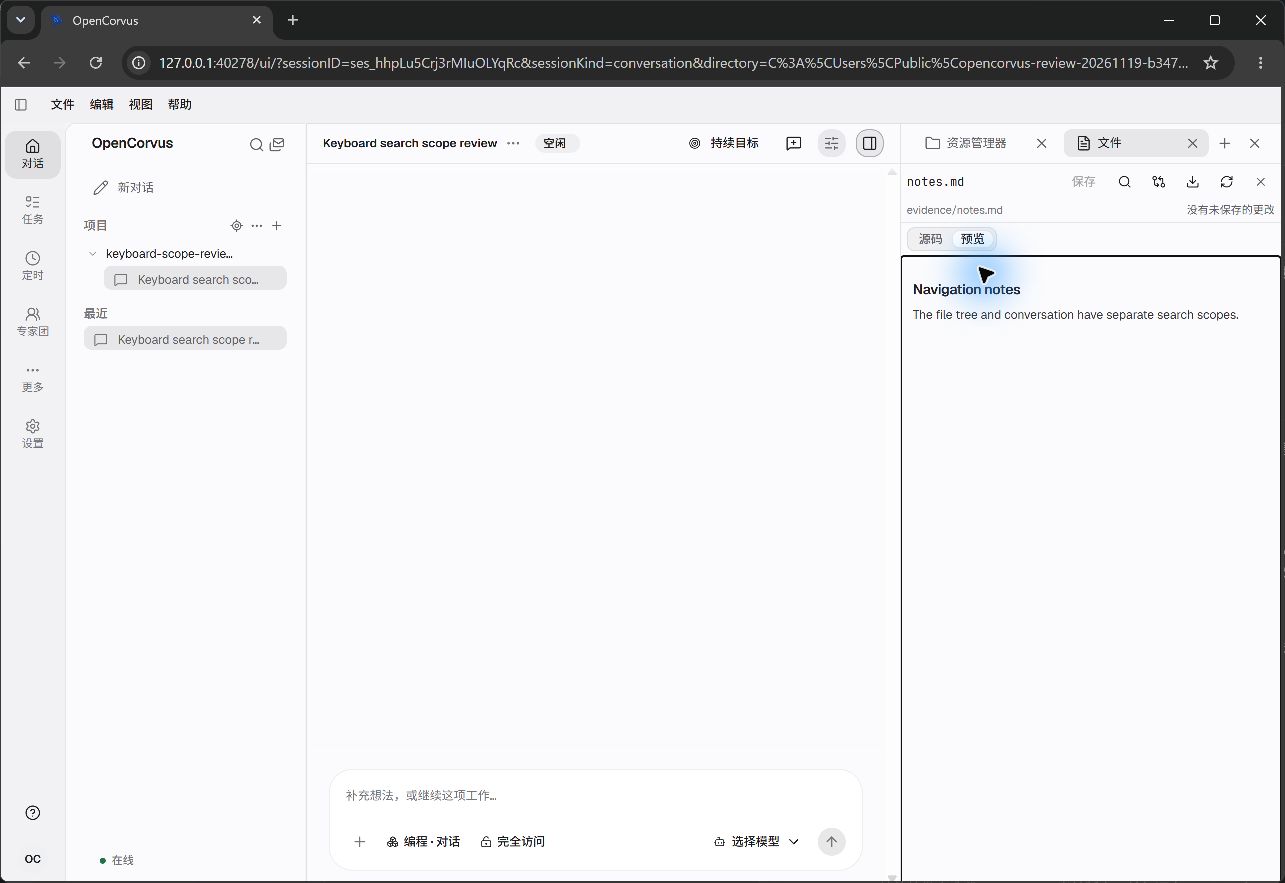 OpenCorvus
127.0.0.1:40278/ui/?sessionID=ses_hhpLu5Crj3rMIuOLYqRc&sessionKind=conversation&directory=C%3A%5CUsers%5CPublic%5Copencorvus-review-20261119-b347...
文件 编辑 视图 帮助
对话
任务
定时
专家团
更多
设置
OC
OpenCorvus
新对话
项目
keyboard-scope-revie...
Keyboard search sco...
最近
Keyboard search scope r...
在线
Keyboard search scope review
空闲
持续目标
补充想法，或继续这项工作...
编程·对话
完全访问
选择模型
资源管理器
文件
notes.md
保存
evidence/notes.md
没有未保存的更改
源码
预览
Navigation notes
The file tree and conversation have separate search scopes.